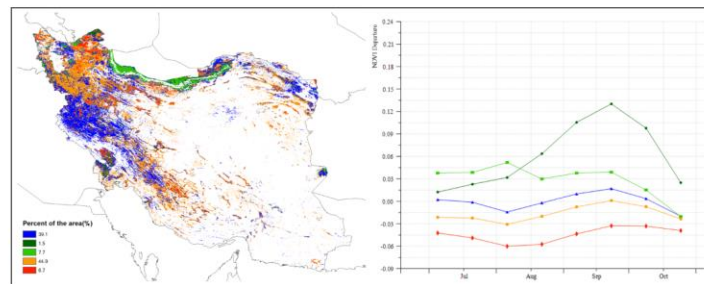 Percent of the area(%)
39.1
1.5
7.7
44.9
6.7
NDVI Departure
0.24
0.21
0.18
0.15
0.12
0.09
0.06
0.03
0.00
-0.03
-0.06
-0.09
Jul
Aug
Sep
Oct